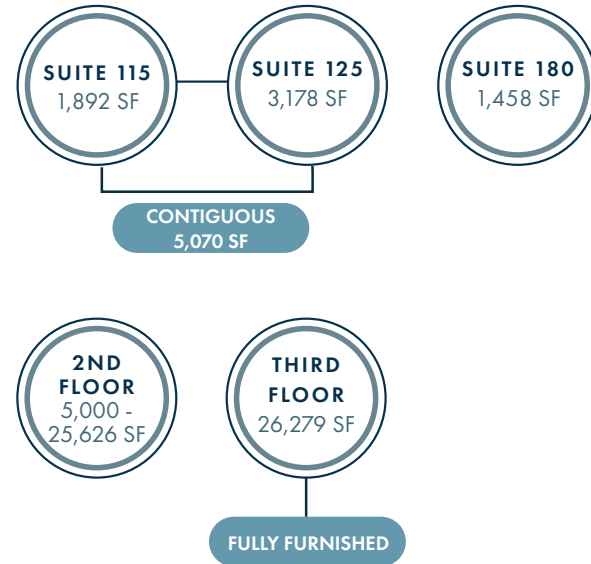 SUITE 115
1,892 SF
SUITE 125
3,178 SF
SUITE 180
1,458 SF
CONTIGUOUS
5,070 SF
2ND
FLOOR
5,000 -
25,626 SF
THIRD
FLOOR
26,279 SF
FULLY FURNISHED